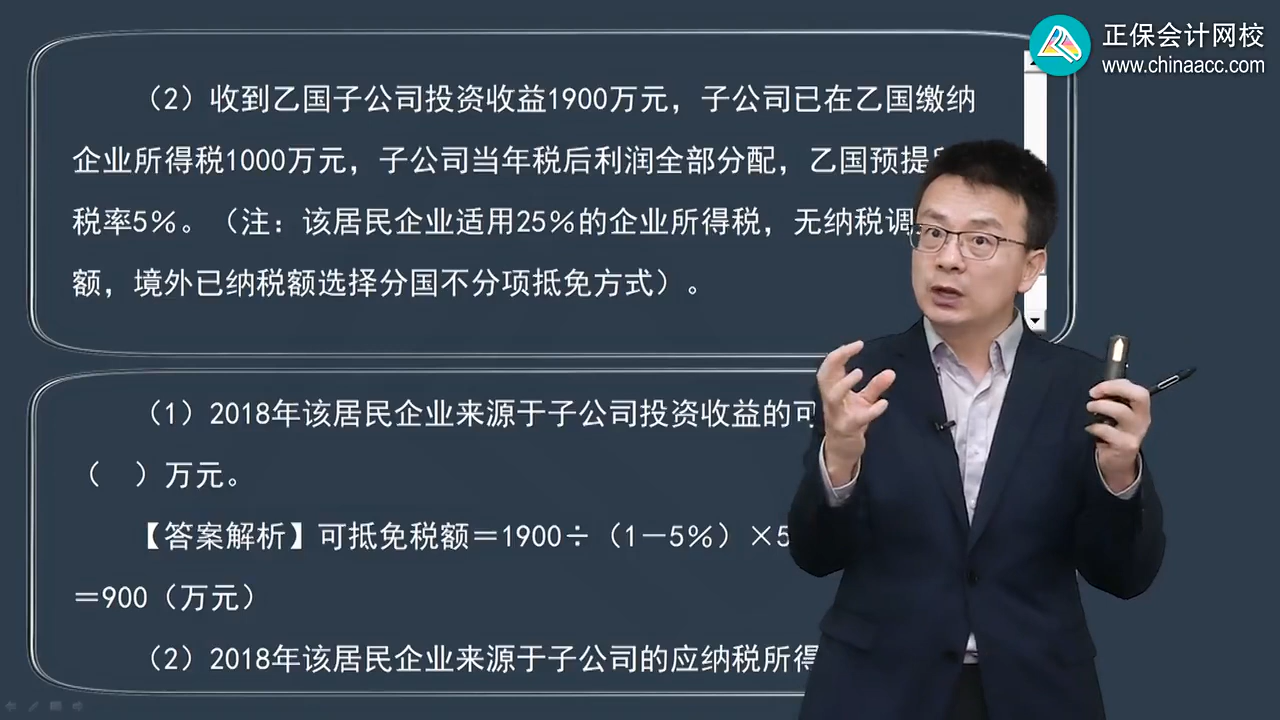 正保会计网校
www.chinaacc.com
（2）收到乙国子公司投资收益1900万元，子公司已在乙国缴纳
企业所得税1000万元，子公司当年税后利润全部分配，乙国预提
税率5%。（注：该居民企业适用25%的企业所得税，无纳税调
额，境外已纳税额选择分国不分项抵免方式）。
（1）2018年该居民企业来源于子公司投资收益的可
（　）万元。
【答案解析】可抵免税额＝1900÷（1－5%）×5
＝900（万元）
（2）2018年该居民企业来源于子公司的应纳税所得